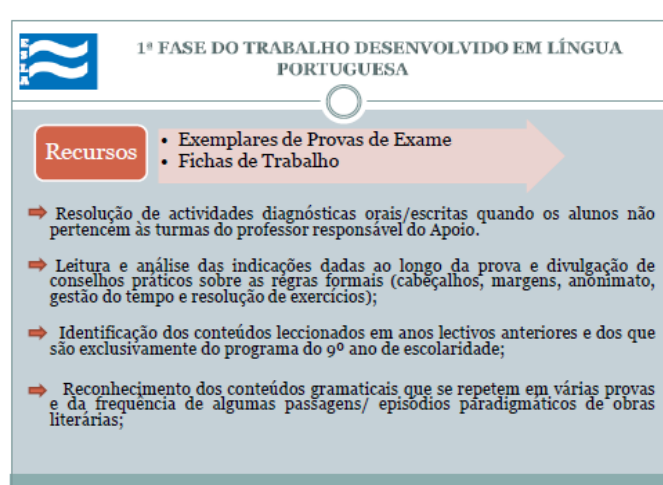 ESLA
1ª FASE DO TRABALHO DESENVOLVIDO EM LÍNGUA
PORTUGUESA
Recursos
• Exemplares de Provas de Exame
• Fichas de Trabalho
Resolução de actividades diagnósticas orais/escritas quando os alunos não
pertencem às turmas do professor responsável do Apoio.
Leitura e análise das indicações dadas ao longo da prova e divulgação de
conselhos práticos sobre as regras formais (cabeçalhos, margens, anonimato,
gestão do tempo e resolução de exercícios);
Identificação dos conteúdos leccionados em anos lectivos anteriores e dos que
são exclusivamente do programa do 9º ano de escolaridade;
Reconhecimento dos conteúdos gramaticais que se repetem em várias provas
e da frequência de algumas passagens/ episódios paradigmáticos de obras
literárias;